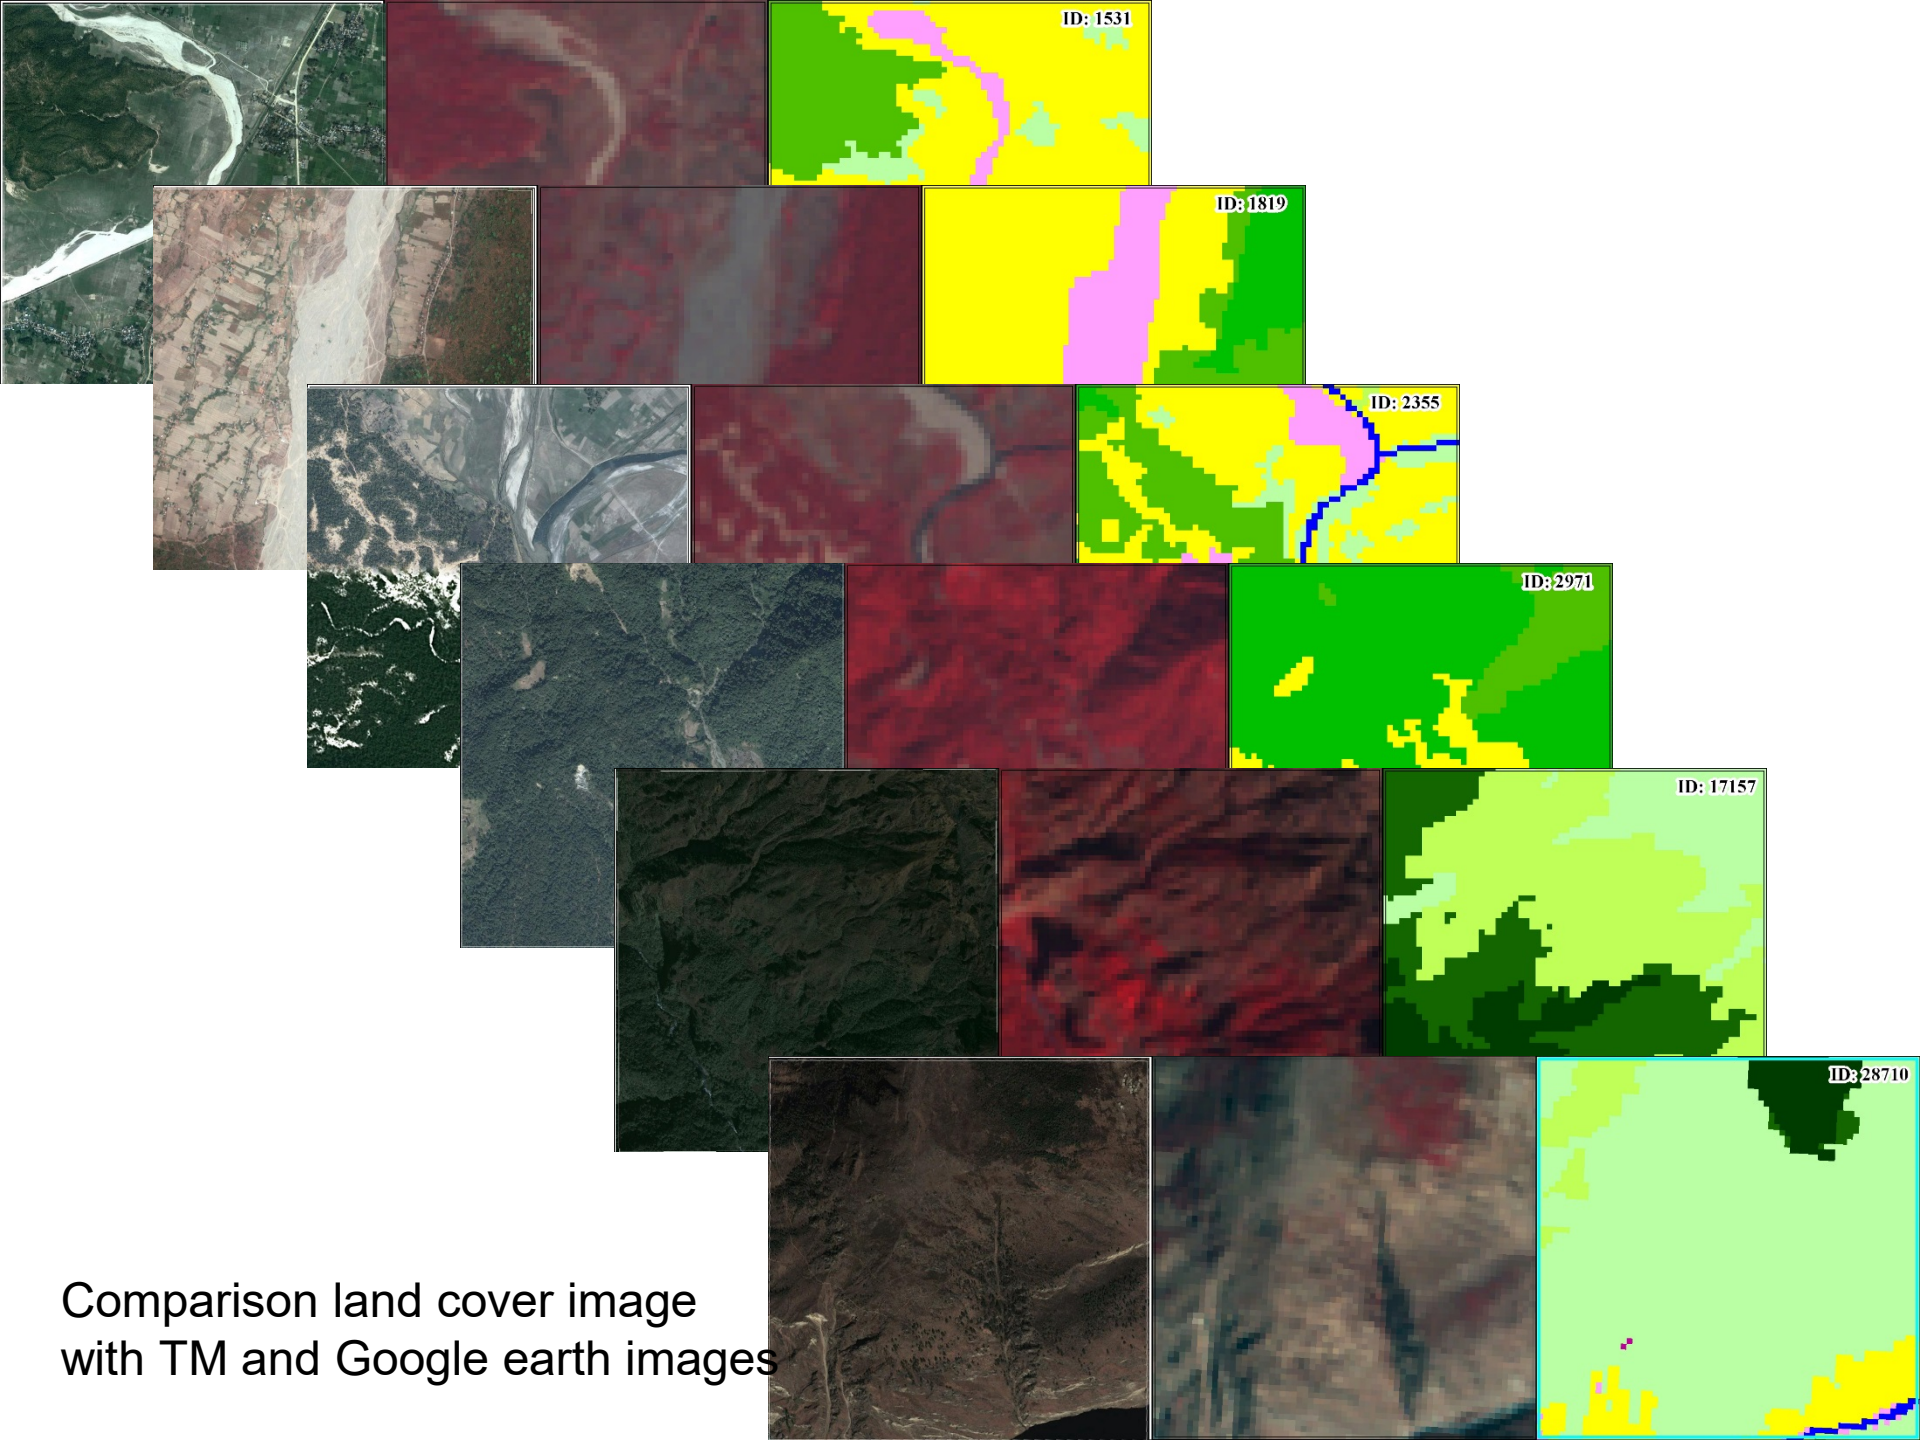 ID: 1531
ID: 1819
ID: 2355
ID: 2971
ID: 17157
ID: 28710
Comparison land cover image
with TM and Google earth images